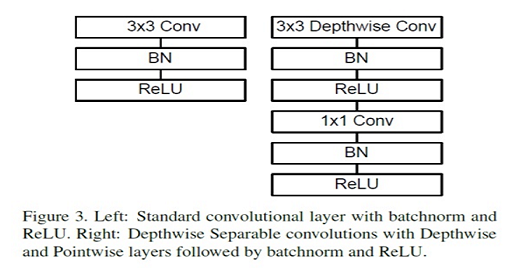 3x3 Conv
BN
ReLU
3x3 Depthwise Conv
BN
ReLU
1x1 Conv
BN
ReLU
Figure 3. Left: Standard convolutional layer with batchnorm and
ReLU. Right: Depthwise Separable convolutions with Depthwise
and Pointwise layers followed by batchnorm and ReLU.